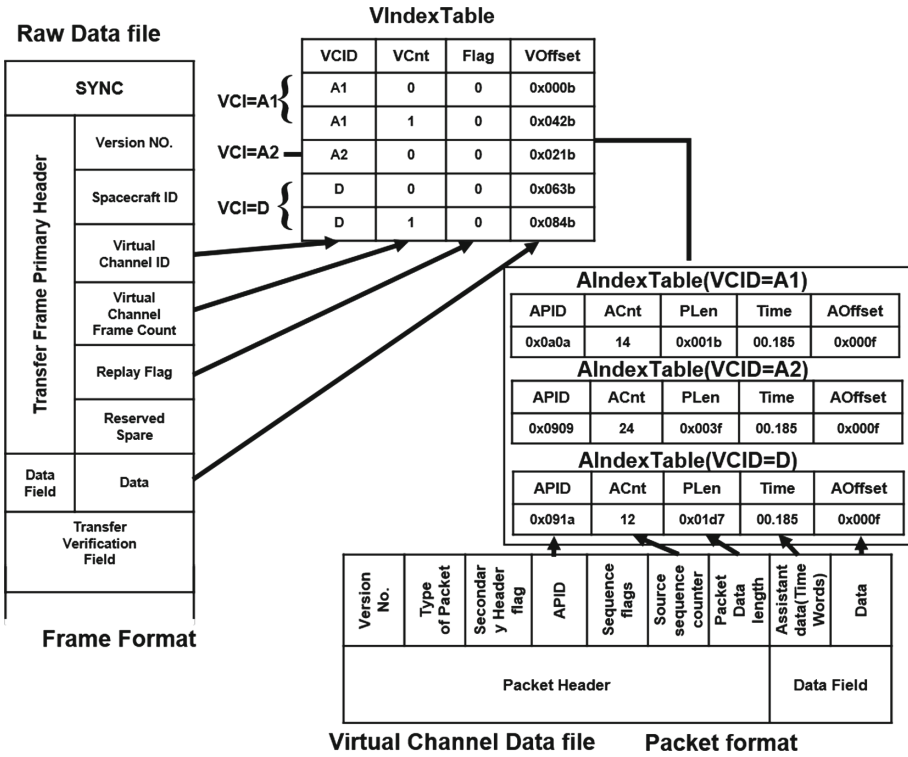 VIndexTable
Raw Data file
VCID VCnt Flag VOffset
A1 0 0 0x000b
A1 1 0 0x042b
A2 0 0 0x021b
D 0 0 0x063b
D 1 0 0x084b
VCI=A1
VCI=A2
VCI=D
SYNC
Transfer Frame Primary Header
Version NO.
Spacecraft ID
Virtual
Channel ID
Virtual
Channel
Frame Count
Replay Flag
Reserved
Spare
Data
Field
Data
Transfer
Verification
Field
Frame Format
AIndexTable(VCID=A1)
APID ACnt PLen Time AOffset
0x0a0a 14 0x001b 00.185 0x000f
AIndexTable(VCID=A2)
APID ACnt PLen Time AOffset
0x0909 24 0x003f 00.185 0x000f
AIndexTable(VCID=D)
APID ACnt PLen Time AOffset
0x091a 12 0x01d7 00.185 0x000f
Version
No.
Type
of Packet
Secondar
y Header
flag
APID
Sequence
flags
Source
sequence
counter
Packet
Data
length
Assistant
data(Time
Words)
Data
Packet Header
Data Field
Virtual Channel Data file
Packet format